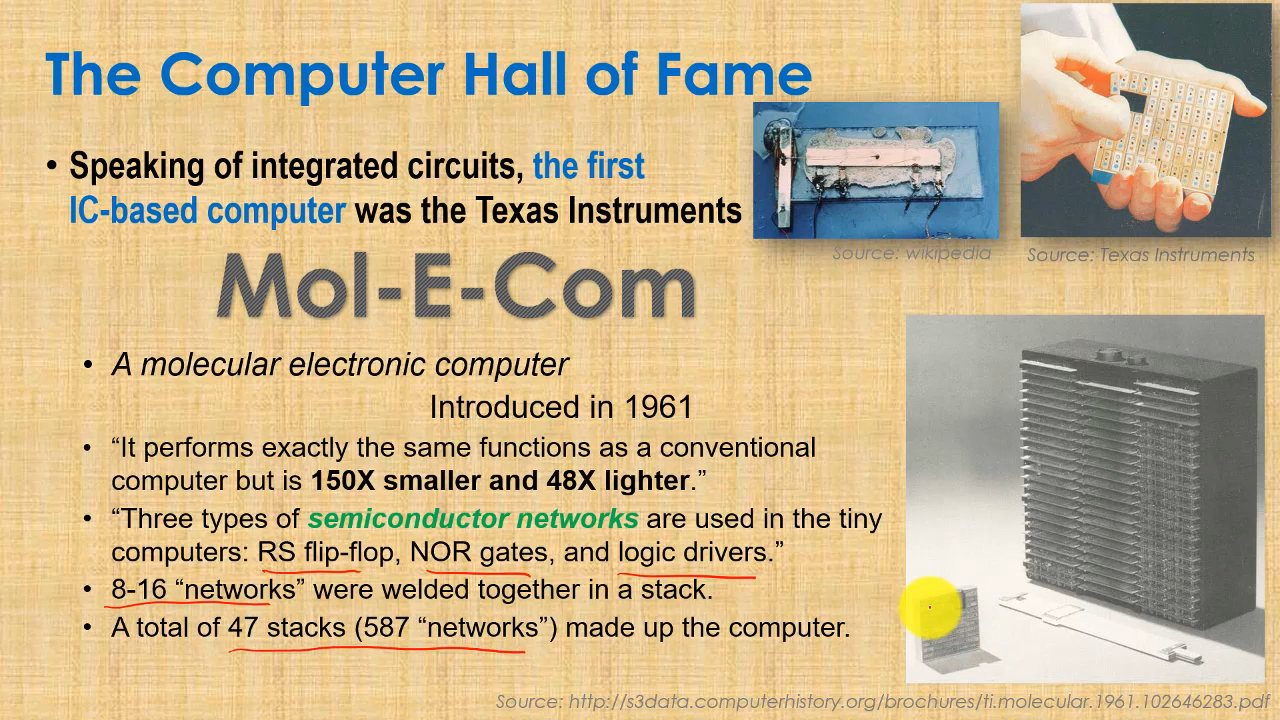 The Computer Hall of Fame
• Speaking of integrated circuits, the first
IC-based computer was the Texas Instruments
Source: wikipedia
Source: Texas Instruments
Mol-E-Com
• A molecular electronic computer
Introduced in 1961
• “It performs exactly the same functions as a conventional
computer but is 150X smaller and 48X lighter.”
• “Three types of semiconductor networks are used in the tiny
computers: RS flip-flop, NOR gates, and logic drivers.”
• 8-16 “networks” were welded together in a stack.
• A total of 47 stacks (587 “networks”) made up the computer.
Source: http://s3data.computerhistory.org/brochures/ti.molecular.1961.102646283.pdf